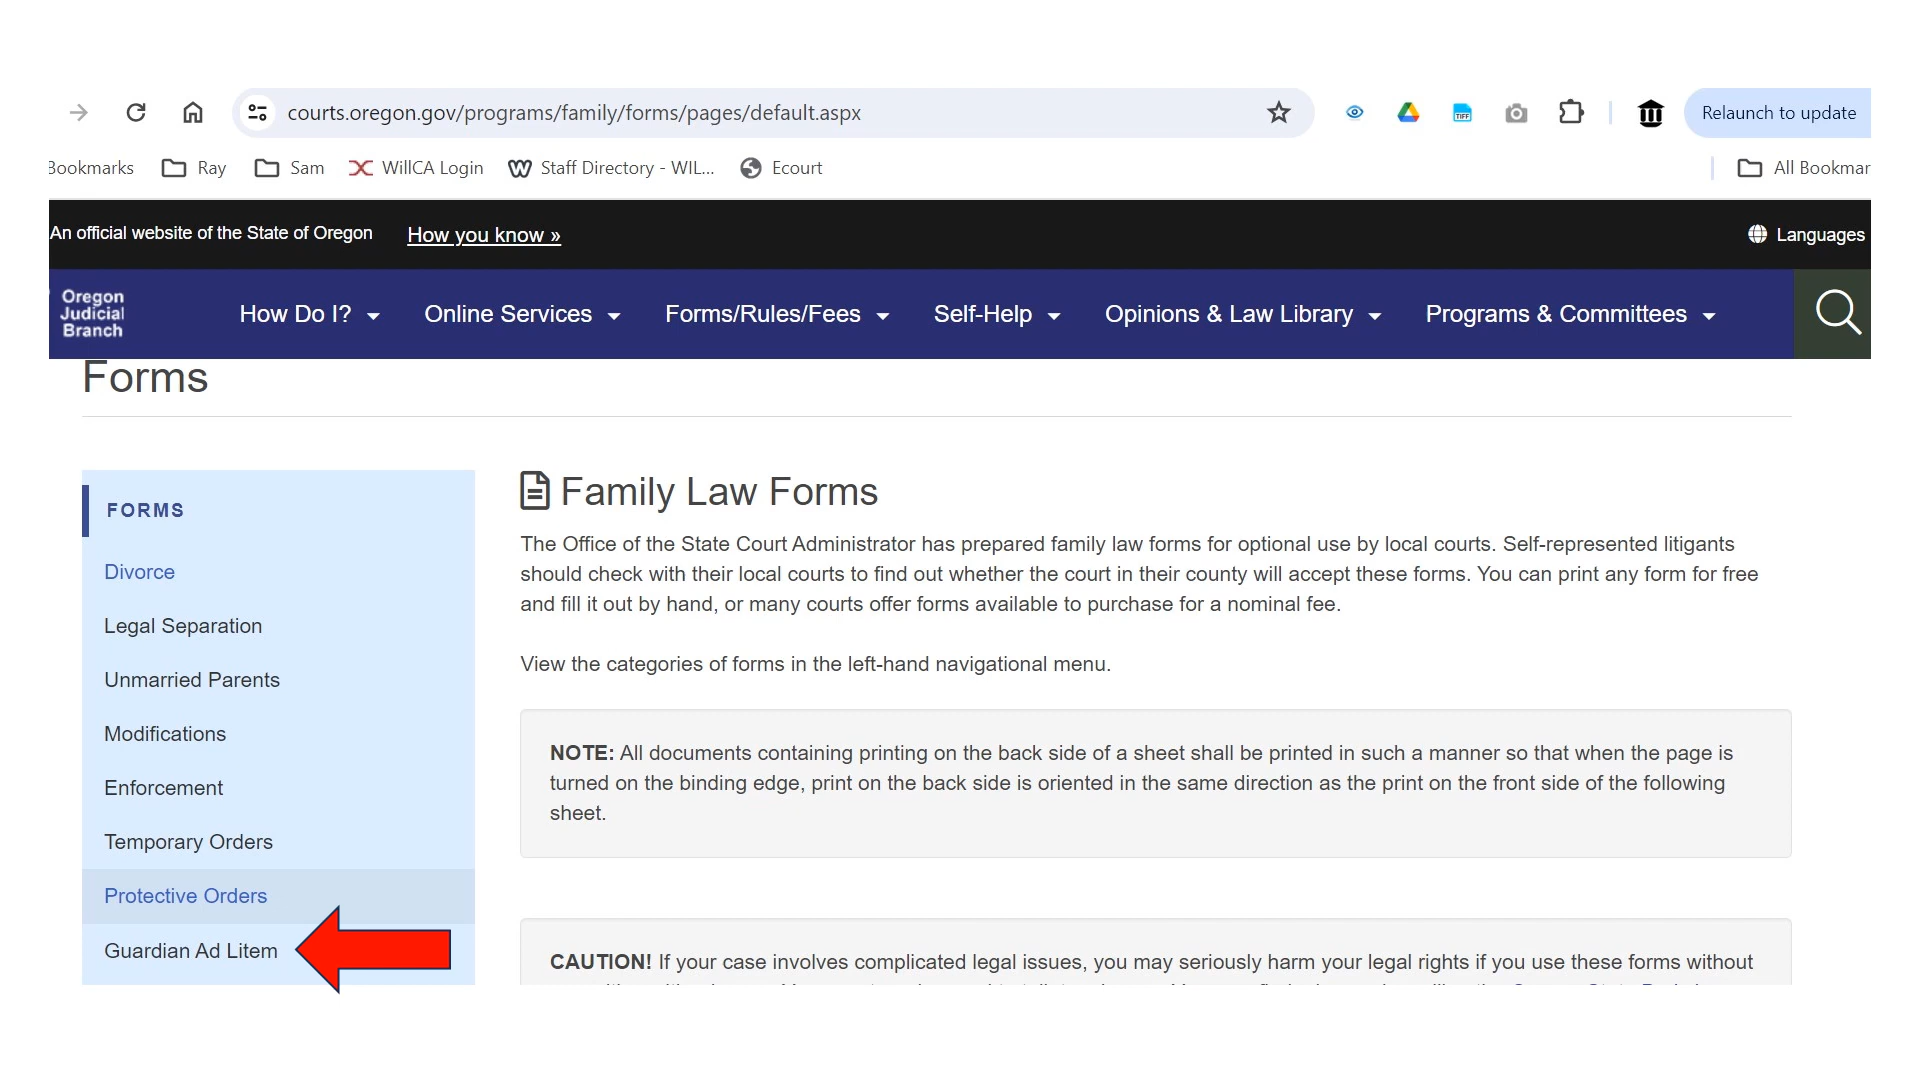 courts.oregon.gov/programs/family/forms/pages/default.aspx
TIFF
Relaunch to update
Bookmarks
Ray
Sam
WillCA Login
Staff Directory - WIL...
Ecourt
All Bookmar
An official website of the State of Oregon
How you know »
Languages
Oregon
Judicial
Branch
How Do I?
Online Services
Forms/Rules/Fees
Self-Help
Opinions & Law Library
Programs & Committees
Forms
FORMS
Divorce
Legal Separation
Unmarried Parents
Modifications
Enforcement
Temporary Orders
Protective Orders
Guardian Ad Litem
Family Law Forms
The Office of the State Court Administrator has prepared family law forms for optional use by local courts. Self-represented litigants
should check with their local courts to find out whether the court in their county will accept these forms. You can print any form for free
and fill it out by hand, or many courts offer forms available to purchase for a nominal fee.
View the categories of forms in the left-hand navigational menu.
NOTE: All documents containing printing on the back side of a sheet shall be printed in such a manner so that when the page is
turned on the binding edge, print on the back side is oriented in the same direction as the print on the front side of the following
sheet.
CAUTION! If your case involves complicated legal issues, you may seriously harm your legal rights if you use these forms without